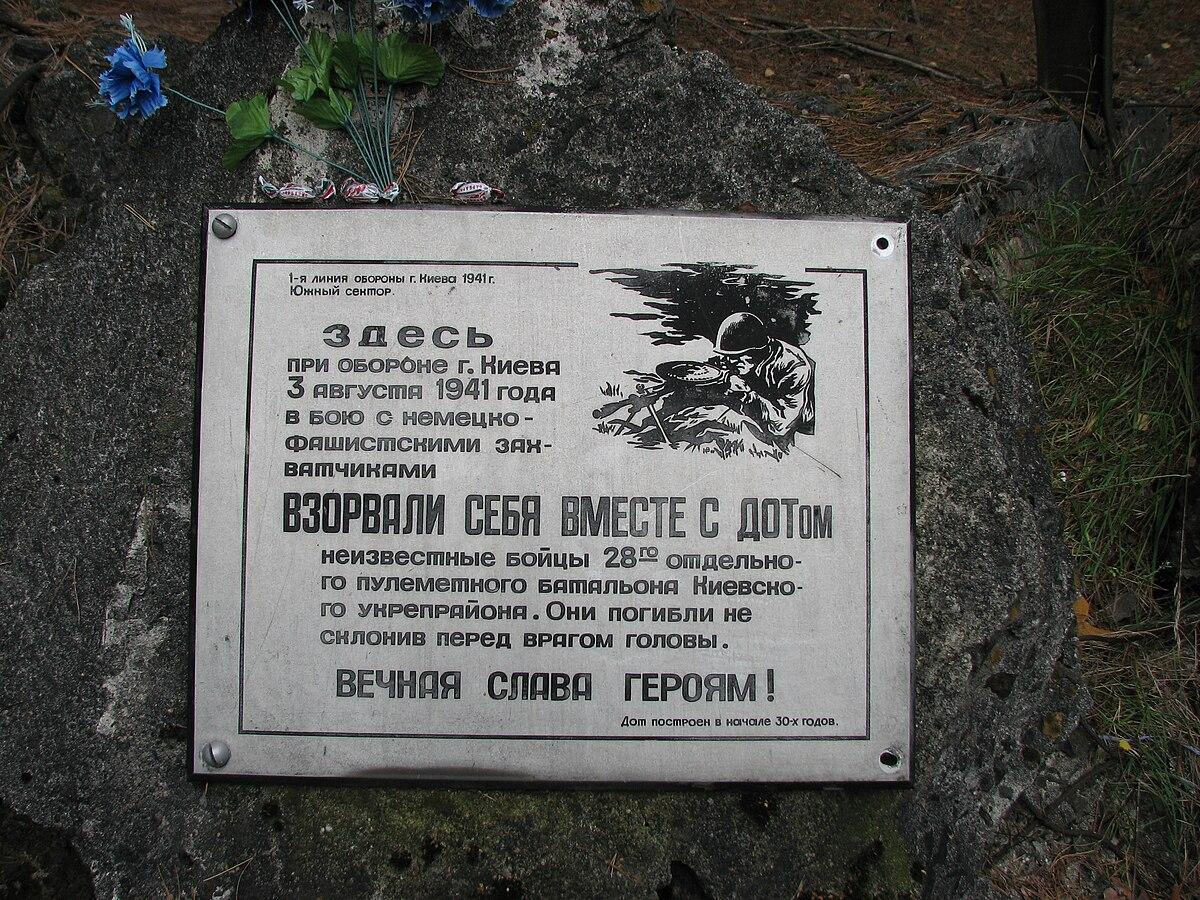 1-я линия обороны г. Киева 1941 г.
Южный сектор.
здесь
при обороне г. Киева
3 августа 1941 года
в бою с немецко-
фашистскими зах-
ватчиками
ВЗОРВАЛИ СЕБЯ ВМЕСТЕ С ДОТом
неизвестные бойцы 28го отдельно-
го пулеметного батальона Киевско-
го укрепрайона. Они погибли не
склонив перед врагом головы.
ВЕЧНАЯ СЛАВА ГЕРОЯМ!
Дот построен в начале 30-х годов.